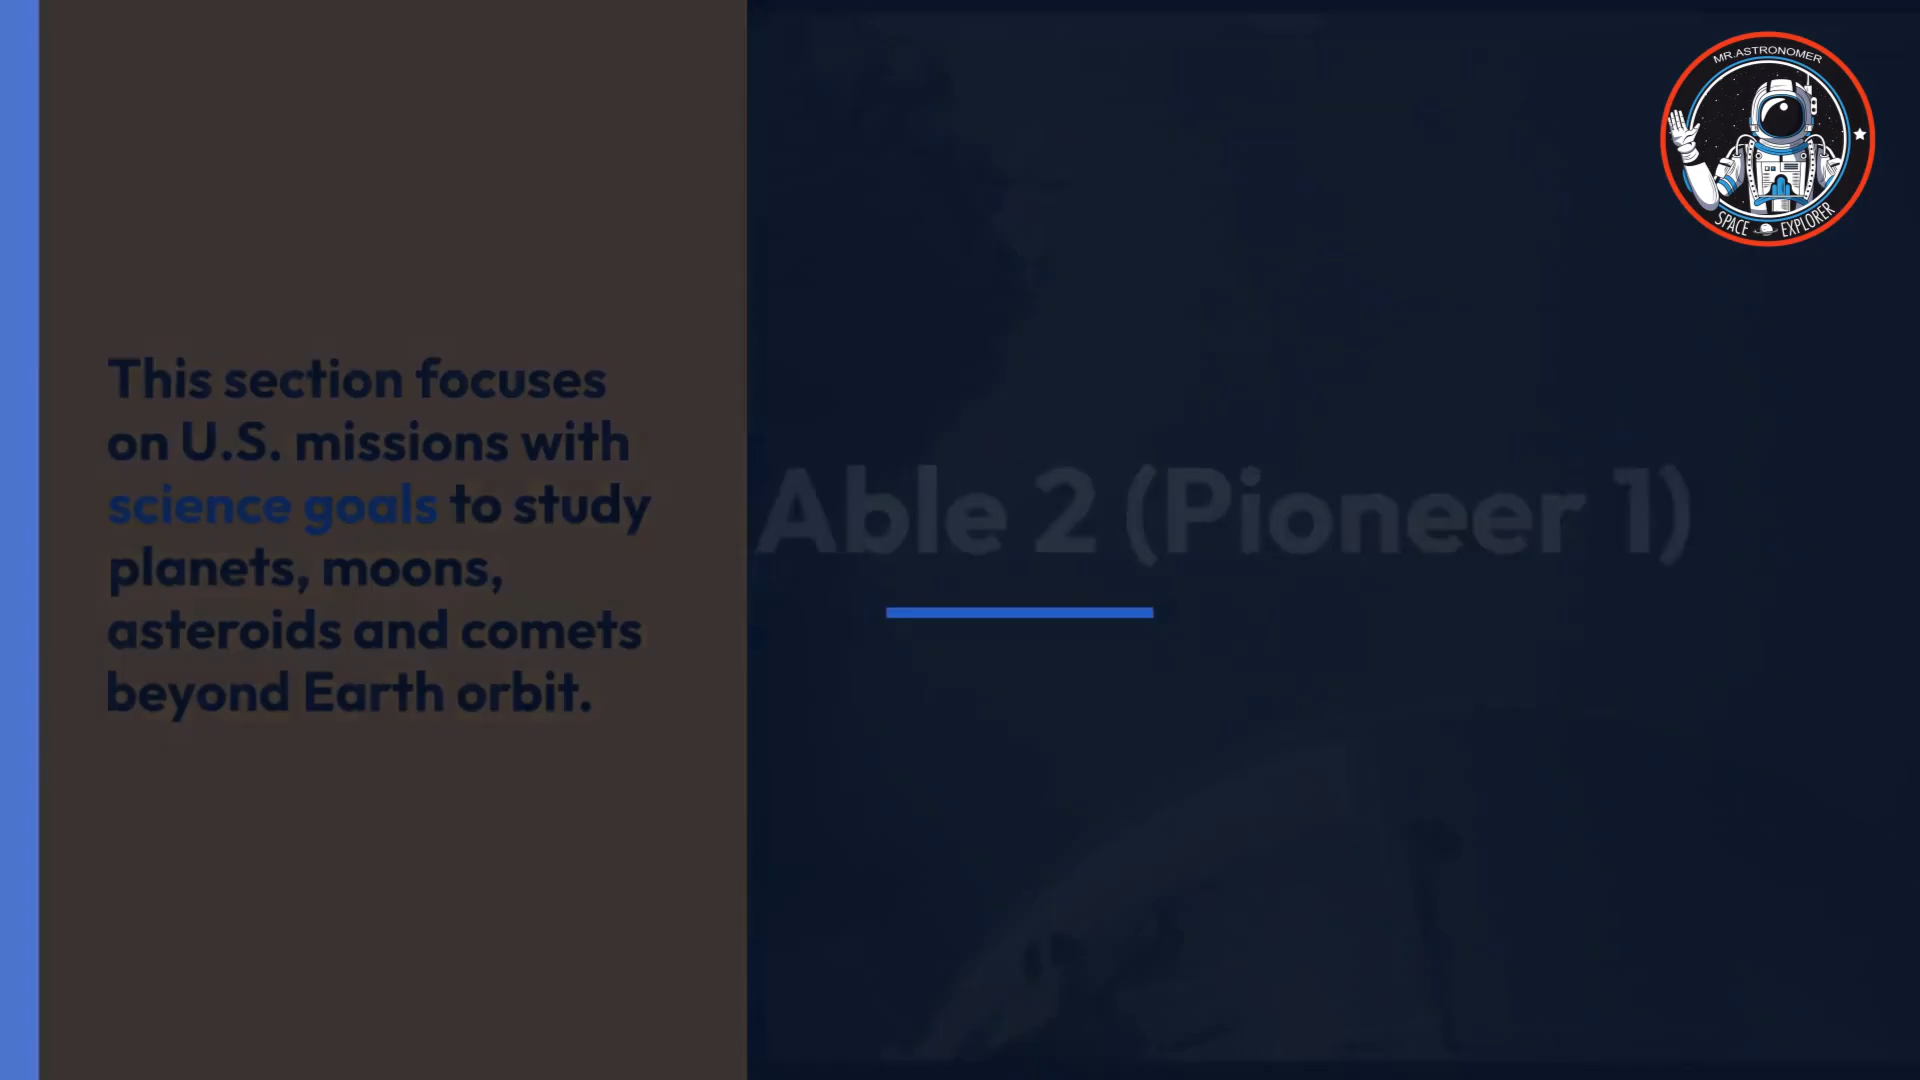 MR.ASTRONOMER
SPACE EXPLORER
This section focuses
on U.S. missions with
science goals to study
planets, moons,
asteroids and comets
beyond Earth orbit.
Able 2 (Pioneer 1)